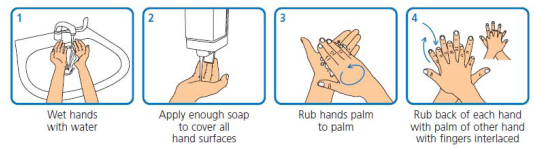 1
Wet hands
with water
2
Apply enough soap
to cover all
hand surfaces
3
Rub hands palm
to palm
4
Rub back of each hand
with palm of other hand
with fingers interlaced